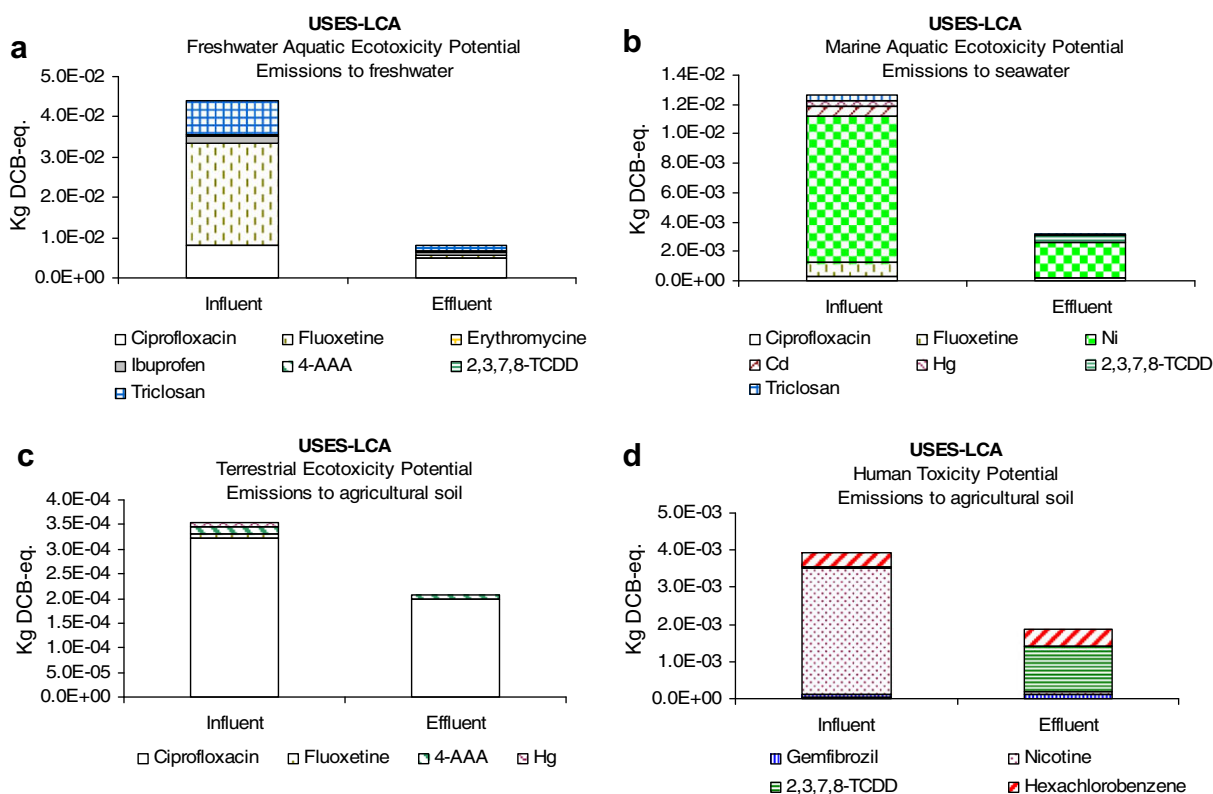 a
USES-LCA
Freshwater Aquatic Ecotoxicity Potential
Emissions to freshwater
Kg DCB-eq.
5.0E-02
4.0E-02
3.0E-02
2.0E-02
1.0E-02
0.0E+00
Influent Effluent
Ciprofloxacin Fluoxetine Erythromycine
Ibuprofen 4-AAA 2,3,7,8-TCDD
Triclosan
b
USES-LCA
Marine Aquatic Ecotoxicity Potential
Emissions to seawater
Kg DCB-eq.
1.4E-02
1.2E-02
1.0E-02
8.0E-03
6.0E-03
4.0E-03
2.0E-03
0.0E+00
Influent Effluent
Ciprofloxacin Fluoxetine Ni
Cd Hg 2,3,7,8-TCDD
Triclosan
c
USES-LCA
Terrestrial Ecotoxicity Potential
Emissions to agricultural soil
Kg DCB-eq.
4.0E-04
3.5E-04
3.0E-04
2.5E-04
2.0E-04
1.5E-04
1.0E-04
5.0E-05
0.0E+00
Influent Effluent
Ciprofloxacin Fluoxetine 4-AAA Hg
d
USES-LCA
Human Toxicity Potential
Emissions to agricultural soil
Kg DCB-eq.
5.0E-03
4.0E-03
3.0E-03
2.0E-03
1.0E-03
0.0E+00
Influent Effluent
Gemfibrozil Nicotine
2,3,7,8-TCDD Hexachlorobenzene